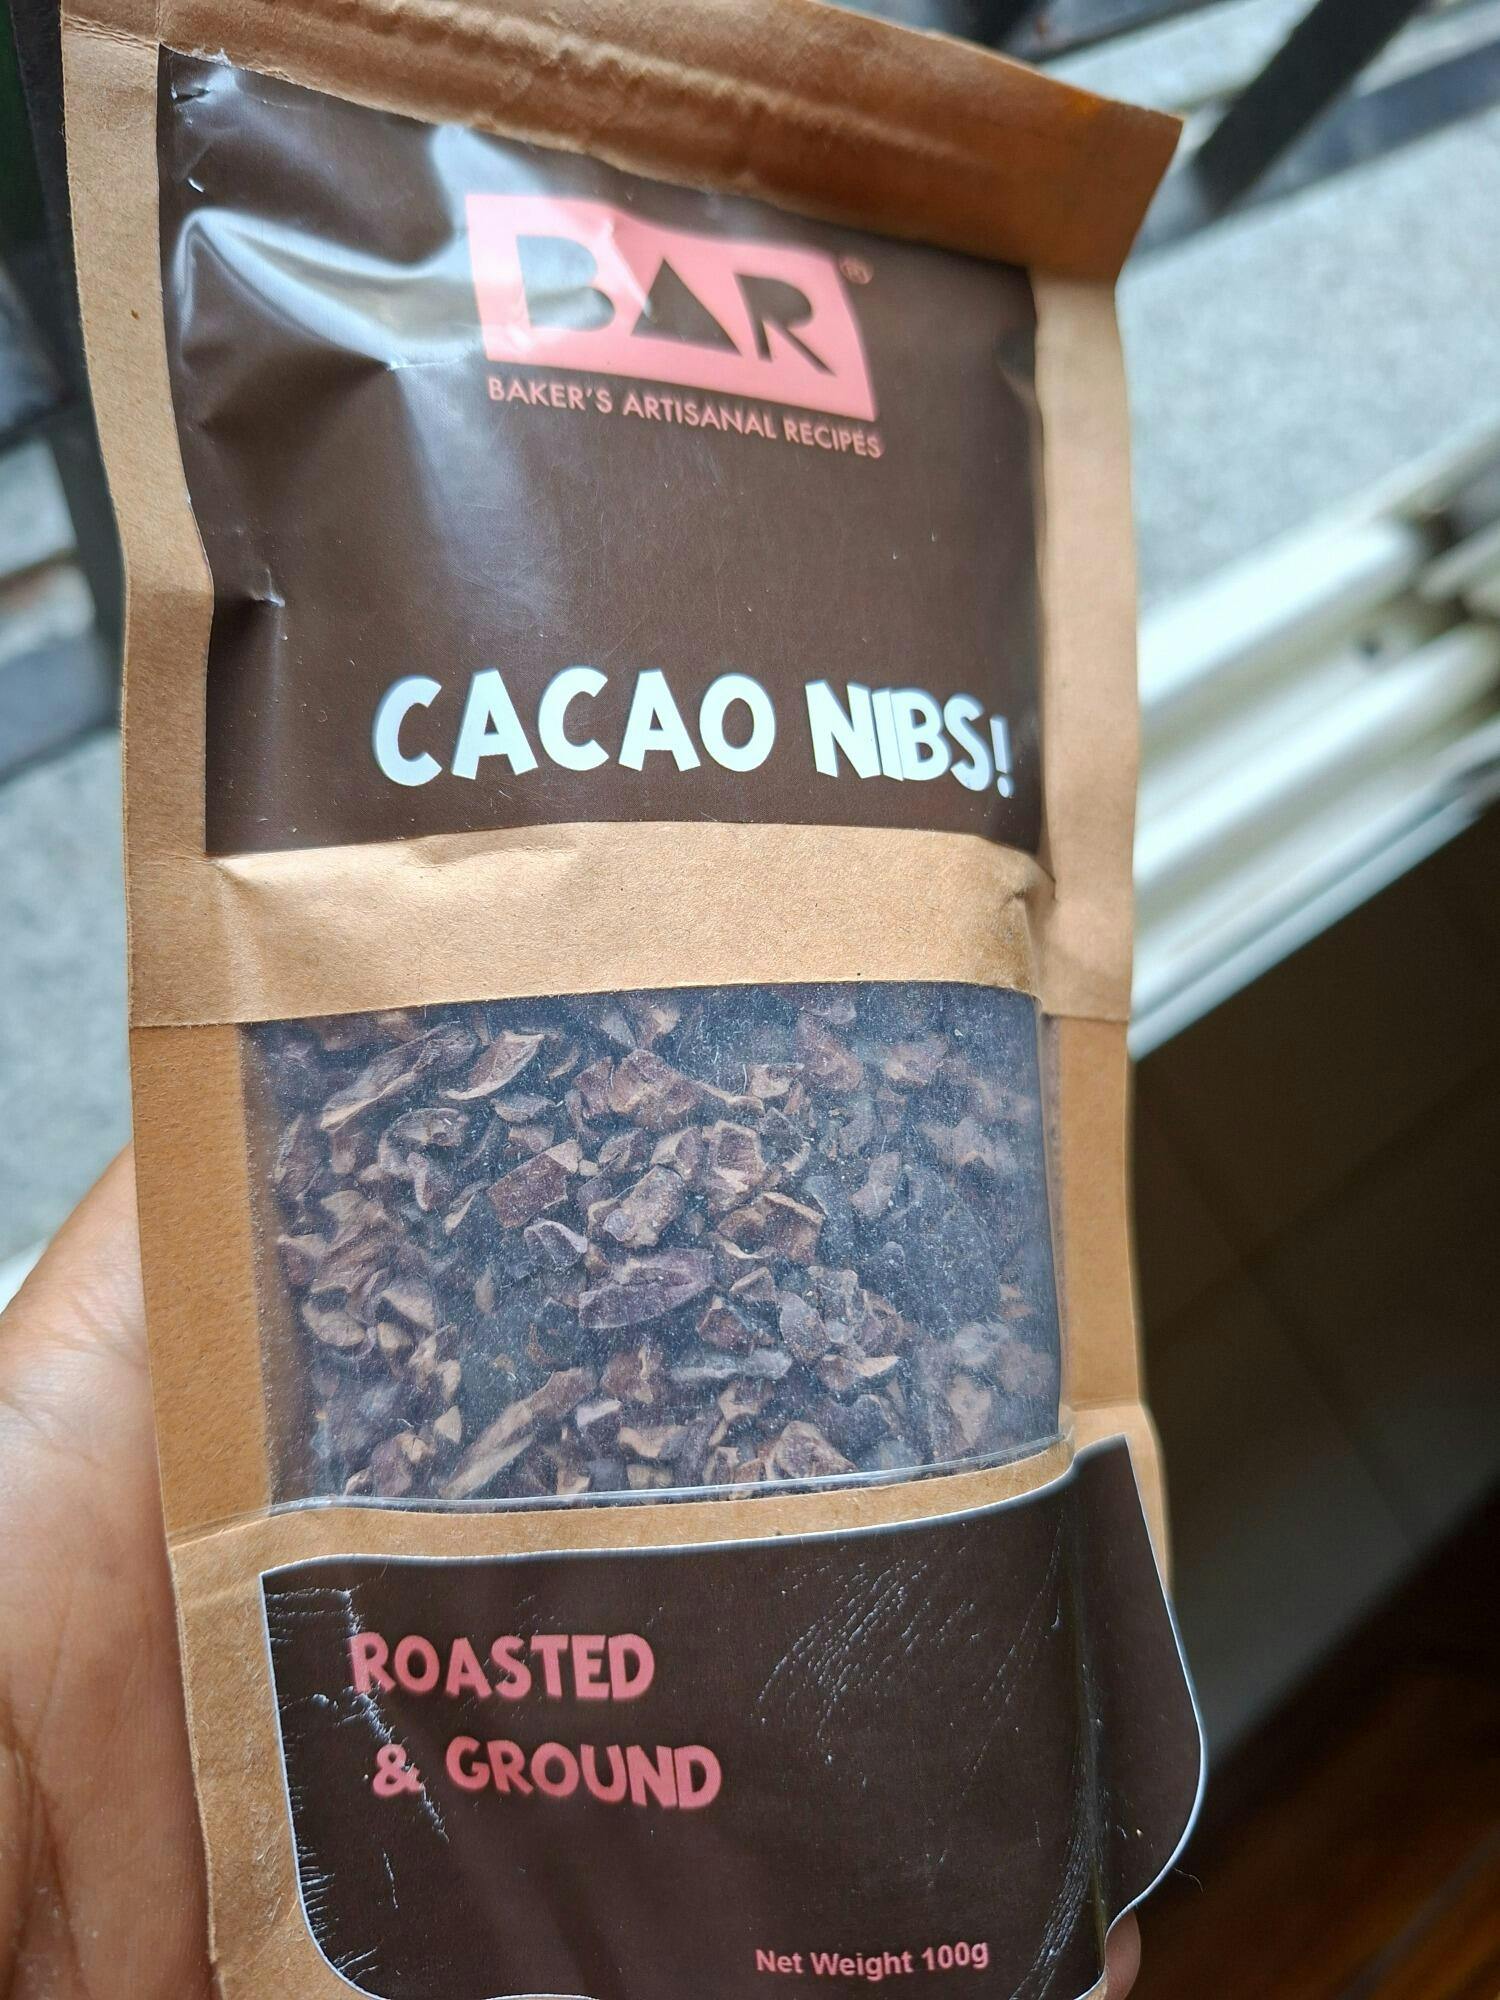 BAR®
BAKER'S ARTISANAL RECIPES
CACAO NIBS!
ROASTED
& GROUND
Net Weight 100g